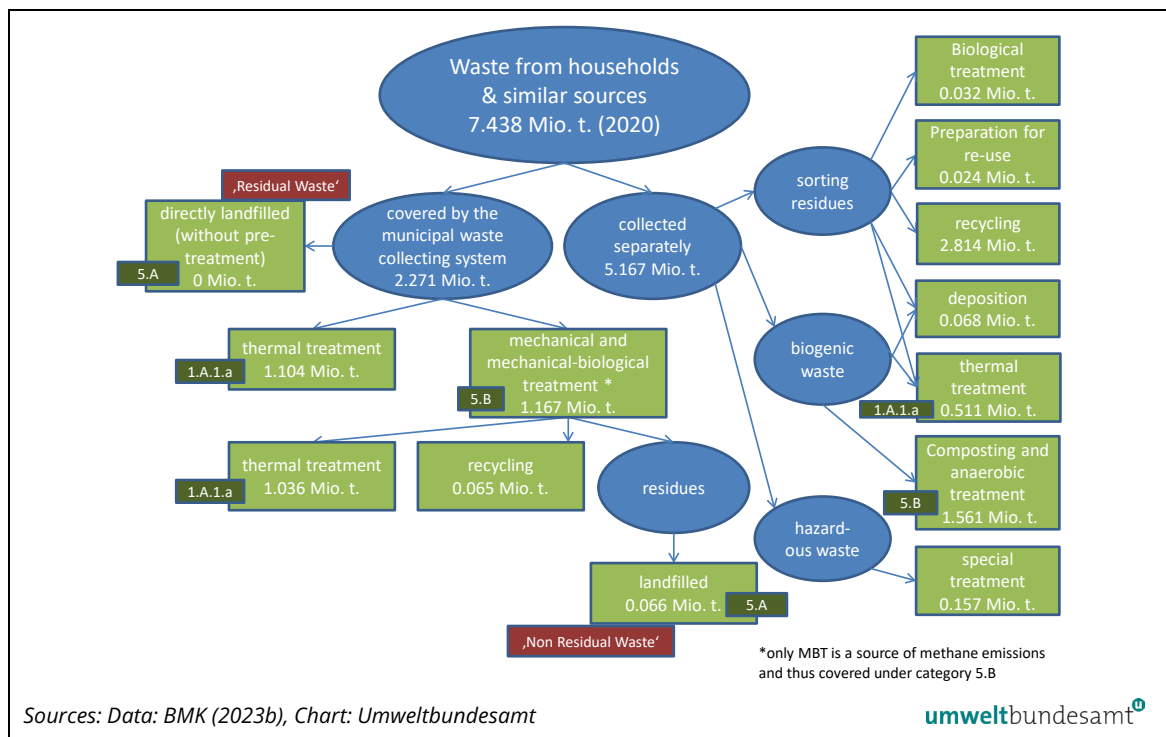 Waste from households
& similar sources
7.438 Mio. t. (2020)
‚Residual Waste‘
directly landfilled
(without pre-
treatment)
0 Mio. t.
5.A
covered by the
municipal waste
collecting system
2.271 Mio. t.
collected
separately
5.167 Mio. t.
sorting
residues
Biological
treatment
0.032 Mio. t.
Preparation for
re-use
0.024 Mio. t.
recycling
2.814 Mio. t.
deposition
0.068 Mio. t.
thermal treatment
1.104 Mio. t.
1.A.1.a
mechanical and
mechanical-biological
treatment *
1.167 Mio. t.
5.B
biogenic
waste
thermal
treatment
0.511 Mio. t.
1.A.1.a
thermal treatment
1.036 Mio. t.
1.A.1.a
recycling
0.065 Mio. t.
residues
Composting and
anaerobic
treatment
1.561 Mio. t.
5.B
hazard-
ous waste
landfilled
0.066 Mio. t.
5.A
‚Non Residual Waste‘
special
treatment
0.157 Mio. t.
*only MBT is a source of methane emissions
and thus covered under category 5.B
Sources: Data: BMK (2023b), Chart: Umweltbundesamt
umweltbundesamt u